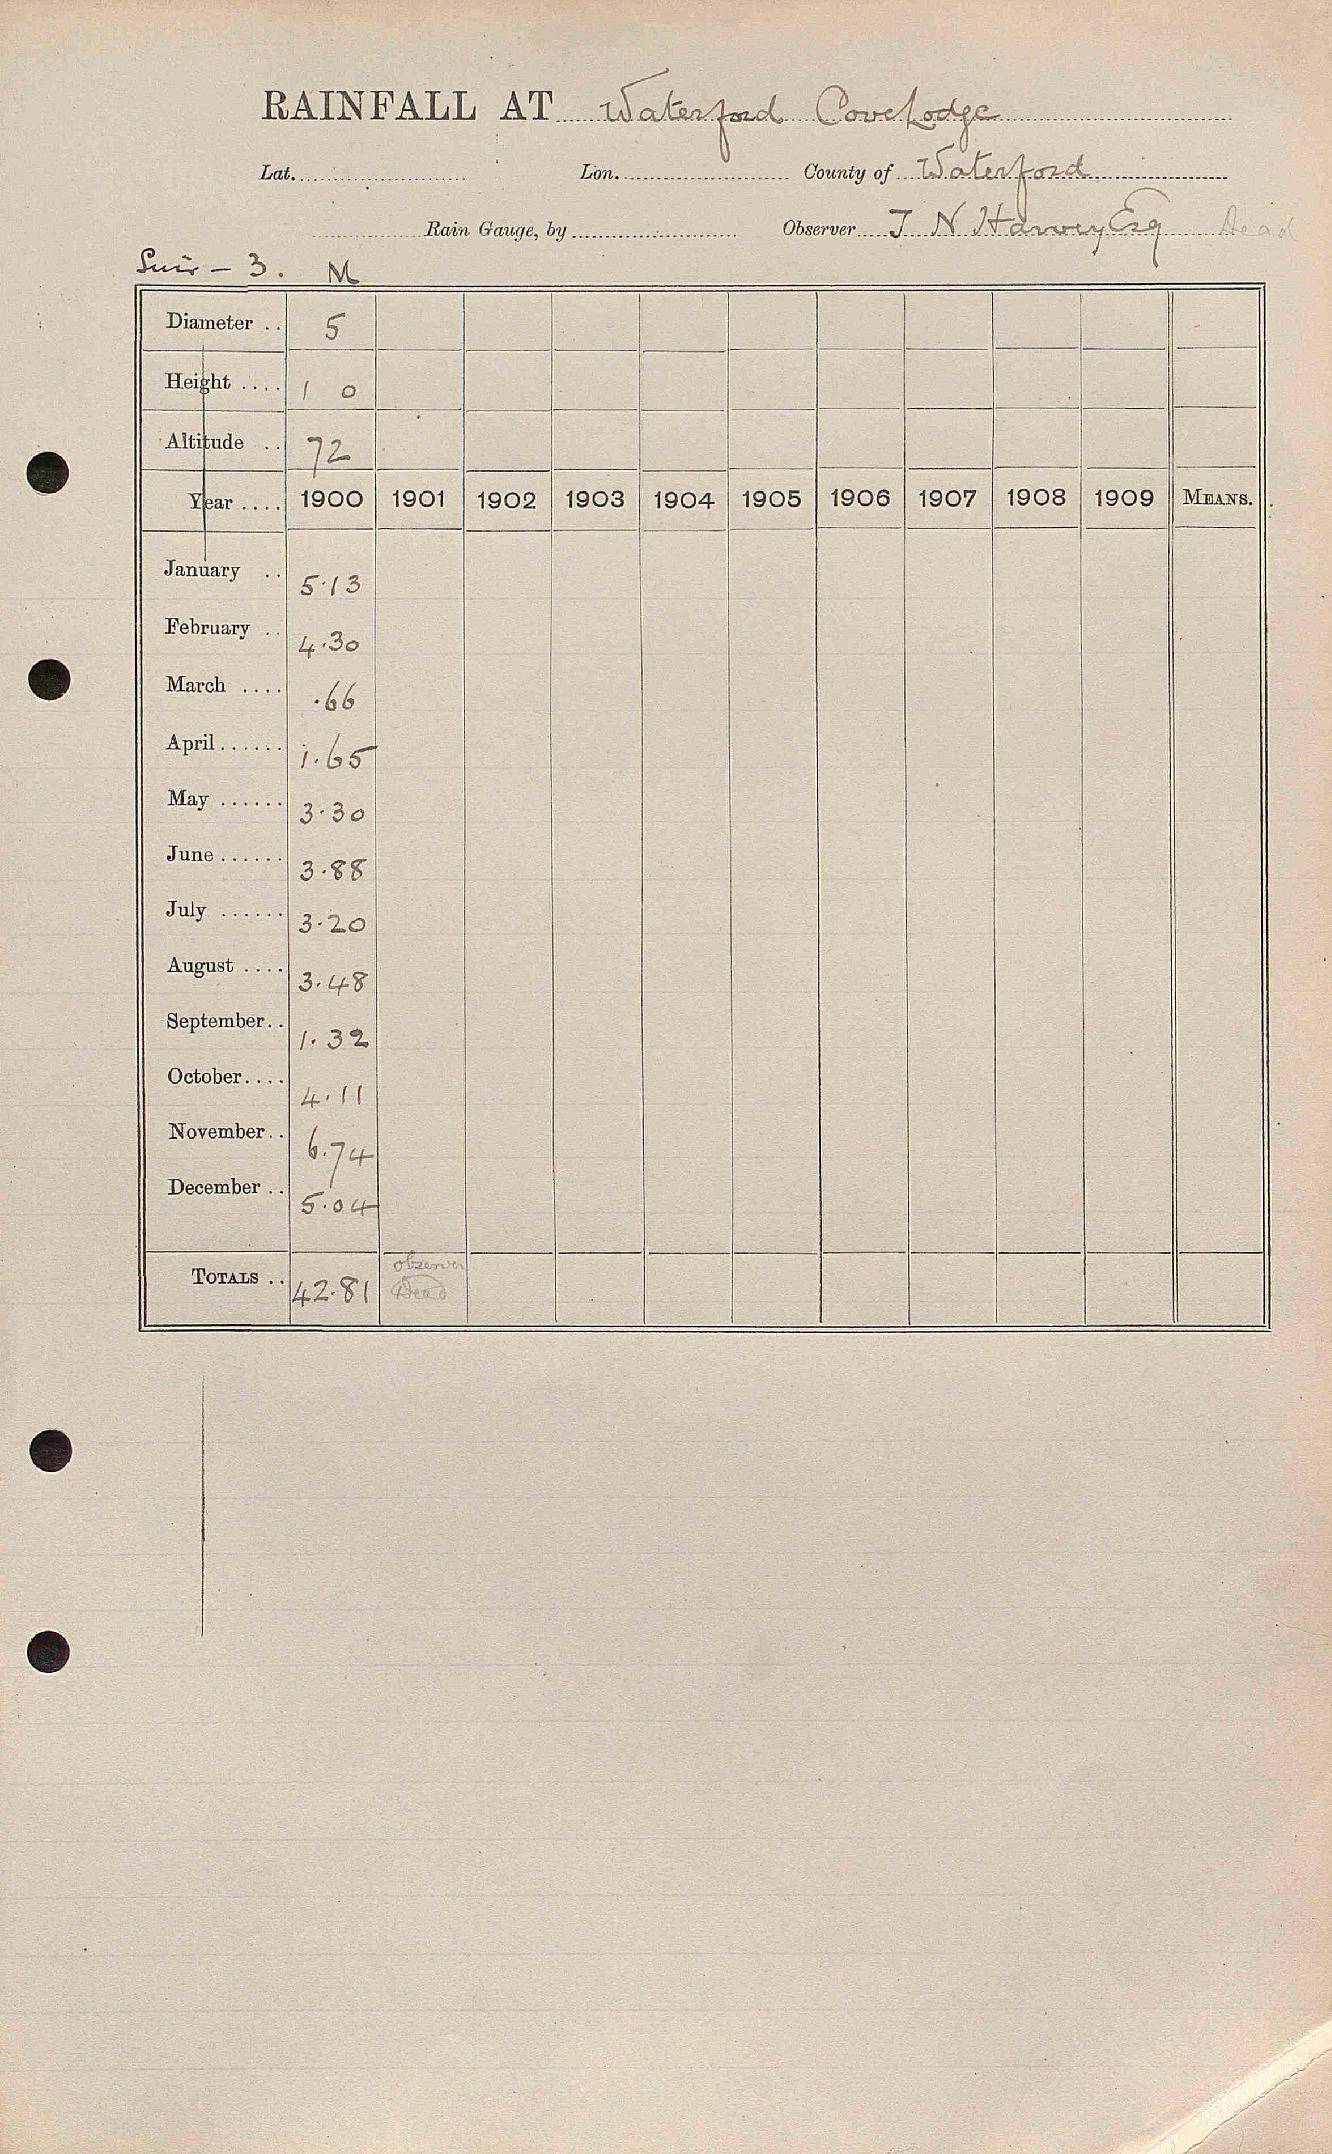 RAINFALL AT Waterford Cove Lodge
Lat. Lon. County of Waterford
Rain Gauge, by Observer T N Harvey Esq Dead
Suir - 3. M
Diameter .. 5
Height .... 1 0
Altitude .. 72
Year .... 1900 1901 1902 1903 1904 1905 1906 1907 1908 1909 MEANS.
January .. 5.13
February .. 4.30
March .... .66
April ...... 1.65
May ...... 3.30
June ...... 3.88
July ...... 3.20
August .... 3.48
September.. 1.32
October.... 4.11
November.. 6.74
December .. 5.04
TOTALS .. 42.81 observer Dead